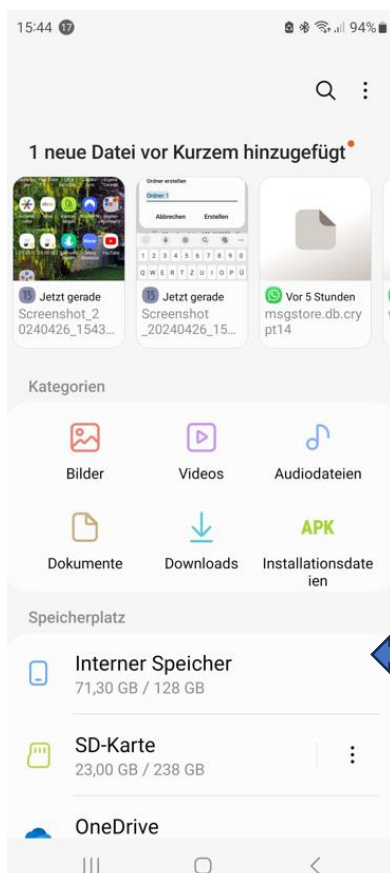 15:44 17 94%
1 neue Datei vor Kurzem hinzugefügt
Ordner erstellen
Ordner 1
Abbrechen Erstellen
1 2 3 4 5 6 7 8 9 0
Q W E R T Z U I O P Ü
Jetzt gerade
Screenshot_2
0240426_1543...
Jetzt gerade
Screenshot
_20240426_15...
Vor 5 Stunden
msgstore.db.cry
pt14
Kategorien
Bilder Videos Audiodateien
APK
Dokumente Downloads Installationsdate
ien
Speicherplatz
Interner Speicher
71,30 GB / 128 GB
SD-Karte
23,00 GB / 238 GB
OneDrive